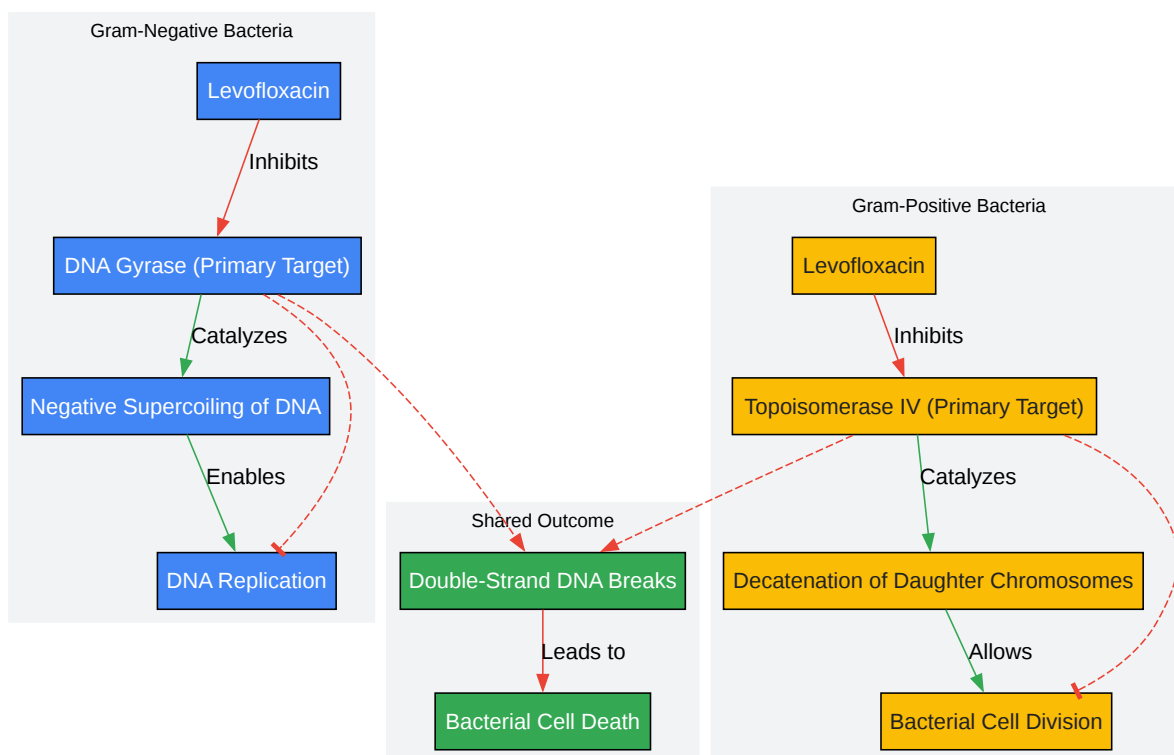 Gram-Negative Bacteria
Levofloxacin
Inhibits
DNA Gyrase (Primary Target)
Catalyzes
Negative Supercoiling of DNA
Enables
DNA Replication
Shared Outcome
Double-Strand DNA Breaks
Leads to
Bacterial Cell Death
Gram-Positive Bacteria
Levofloxacin
Inhibits
Topoisomerase IV (Primary Target)
Catalyzes
Decatenation of Daughter Chromosomes
Allows
Bacterial Cell Division